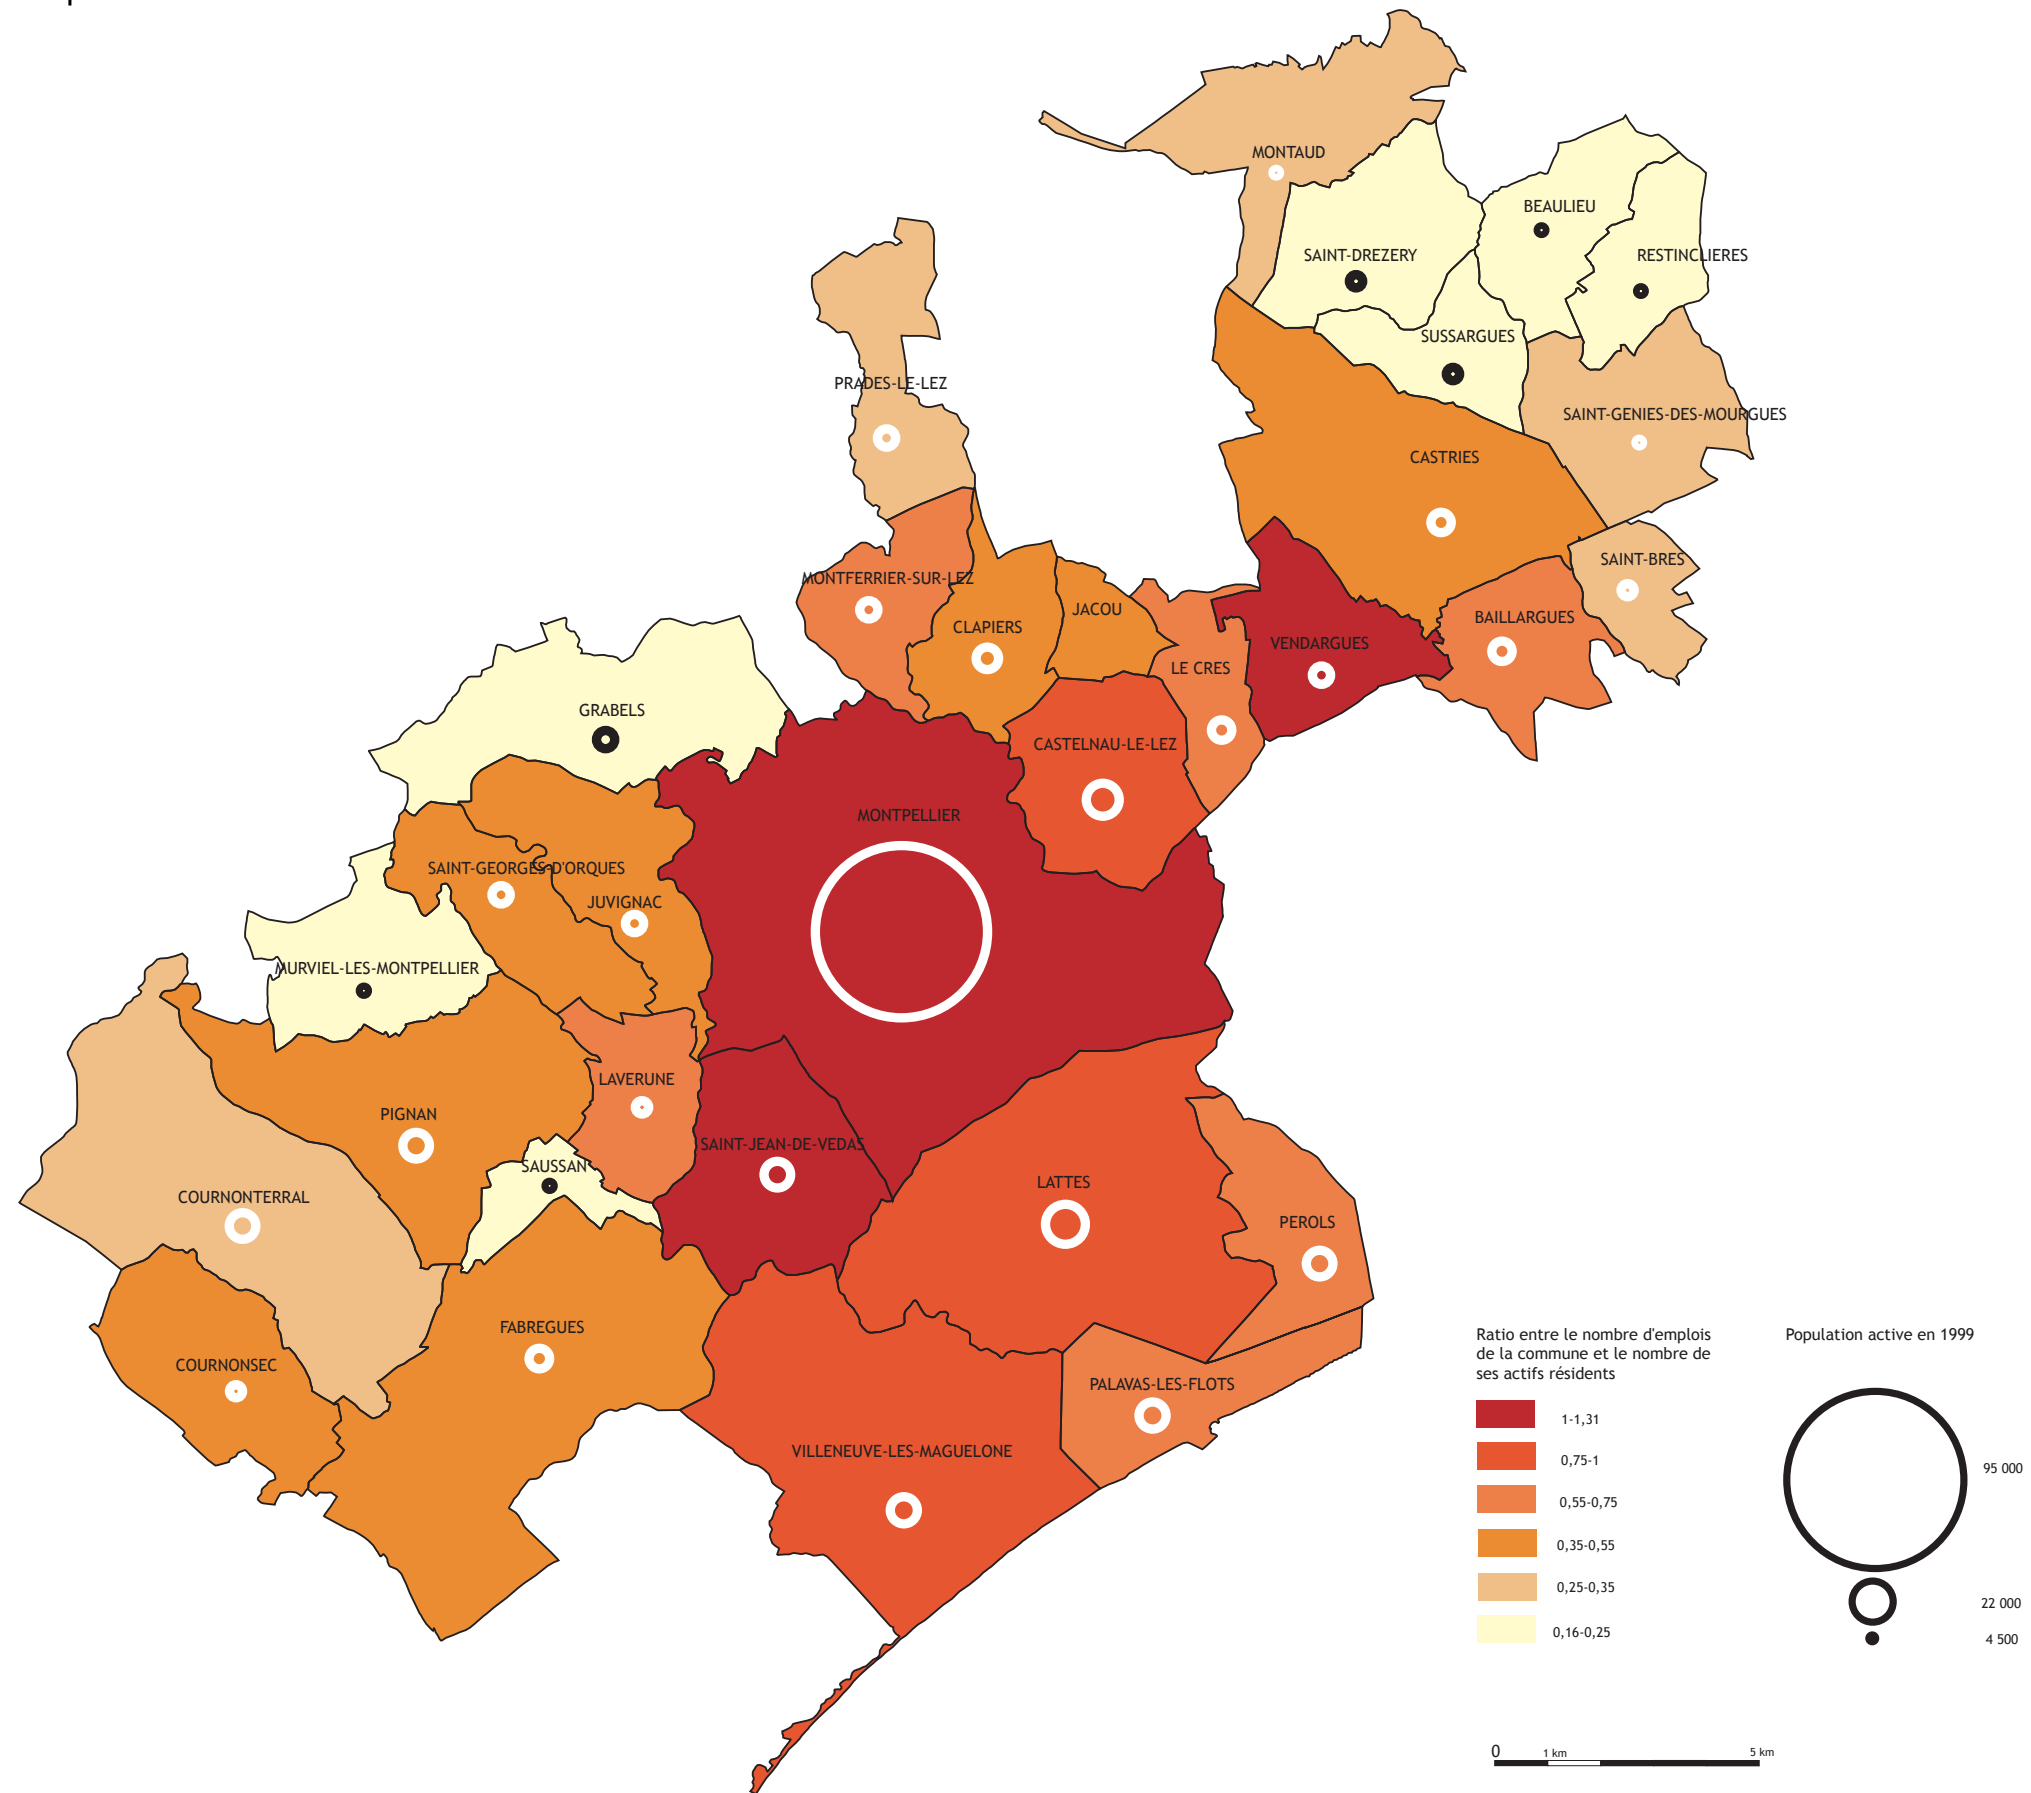 MONTAUD
BEAULIEU
SAINT-DREZERY
RESTINCLIERES
SUSSARGUES
PRADES-LE-LEZ
SAINT-GENIES-DES-MOURGUES
CASTRIES
SAINT-BRES
MONTFERRIER-SUR-LEZ
JACOU
BAILLARGUES
CLAPIERS
VENDARGUES
LE CRES
GRABELS
CASTELNAU-LE-LEZ
MONTPELLIER
SAINT-GEORGES-D'ORQUES
JUVIGNAC
MURVIEL-LES-MONTPELLIER
LAVERUNE
PIGNAN
SAINT-JEAN-DE-VEDAS
SAUSSAN
LATTES
COURNONTERRAL
PEROLS
FABREGUES
COURNONSEC
PALAVAS-LES-FLOTS
VILLENEUVE-LES-MAGUELONE
Ratio entre le nombre d'emplois
de la commune et le nombre de
ses actifs résidents
1-1,31
0,75-1
0,55-0,75
0,35-0,55
0,25-0,35
0,16-0,25
Population active en 1999
95 000
22 000
4 500
0 1 km 5 km